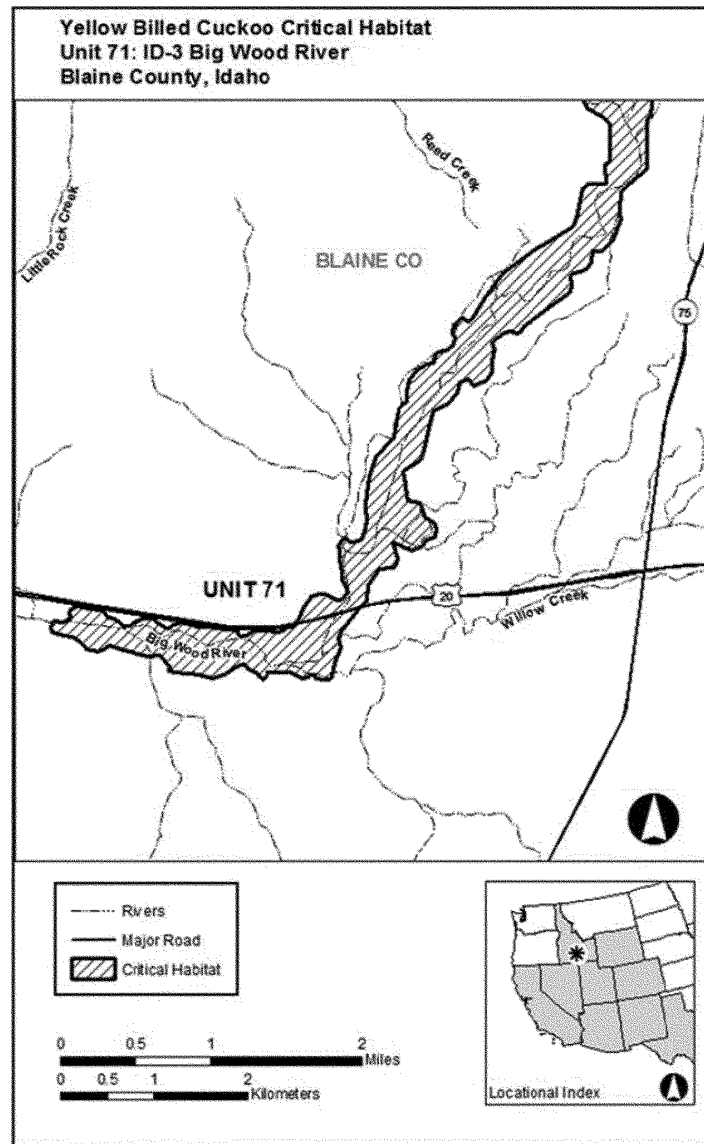 Yellow Billed Cuckoo Critical Habitat
Unit 71: ID-3 Big Wood River
Blaine County, Idaho
Reed Creek
Little Rock Creek
BLAINE CO
75
UNIT 71
20
Willow Creek
Big Wood River
Rivers
Major Road
Critical Habitat
0 0.5 1 2
Miles
0 0.5 1 2
Kilometers
Locational Index